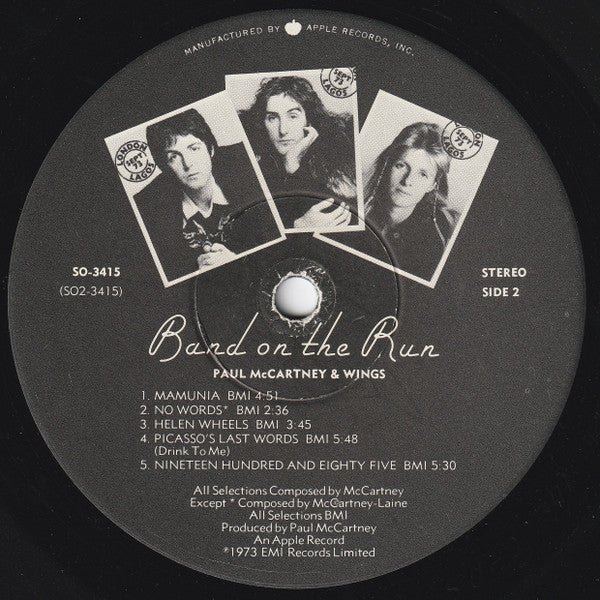 MANUFACTURED BY APPLE RECORDS, INC.
LONDON
SEPT
73
LAGOS
SEPT
73
LAGOS
LONDON
SEPT
73
LAGOS
SO-3415
(SO2-3415)
STEREO
SIDE 2
Band on the Run
PAUL McCARTNEY & WINGS
1. MAMUNIA BMI 4:51
2. NO WORDS* BMI 2:36
3. HELEN WHEELS BMI 3:45
4. PICASSO'S LAST WORDS BMI 5:48
(Drink To Me)
5. NINETEEN HUNDRED AND EIGHTY FIVE BMI 5:30
All Selections Composed by McCartney
Except * Composed by McCartney-Laine
All Selections BMI
Produced by Paul McCartney
An Apple Record
℗1973 EMI Records Limited